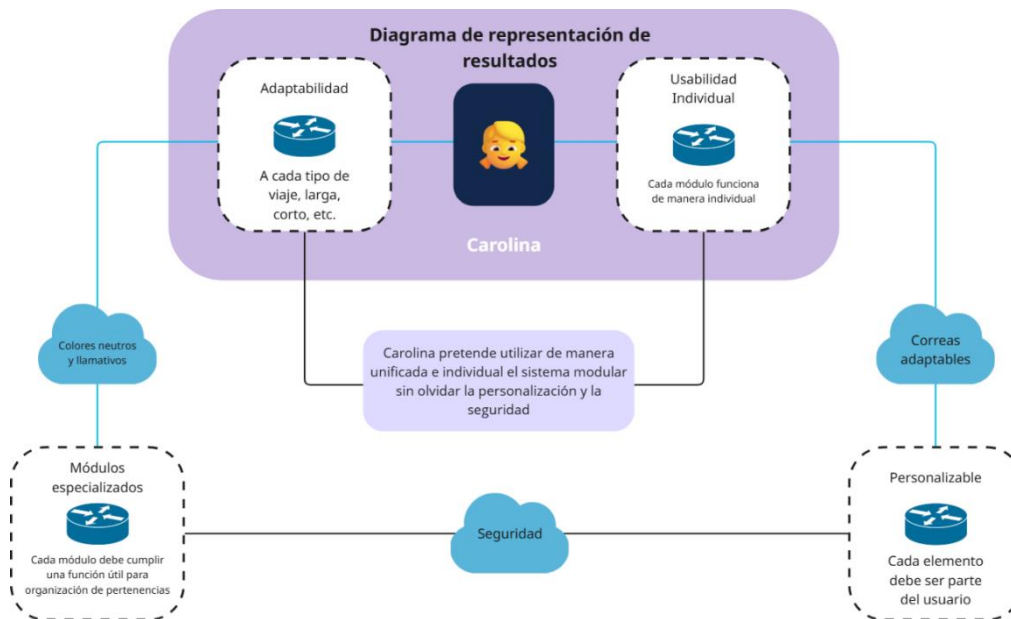 Diagrama de representación de
resultados
Adaptabilidad
A cada tipo de
viaje, larga,
corto, etc.
Usabilidad
Individual
Cada módulo funciona
de manera individual
Carolina
Colores neutros
y llamativos
Carolina pretende utilizar de manera
unificada e individual el sistema modular
sin olvidar la personalización y la
seguridad
Correas
adaptables
Módulos
especializados
Cada módulo debe cumplir
una función útil para
organización de pertenencias
Seguridad
Personalizable
Cada elemento
debe ser parte
del usuario